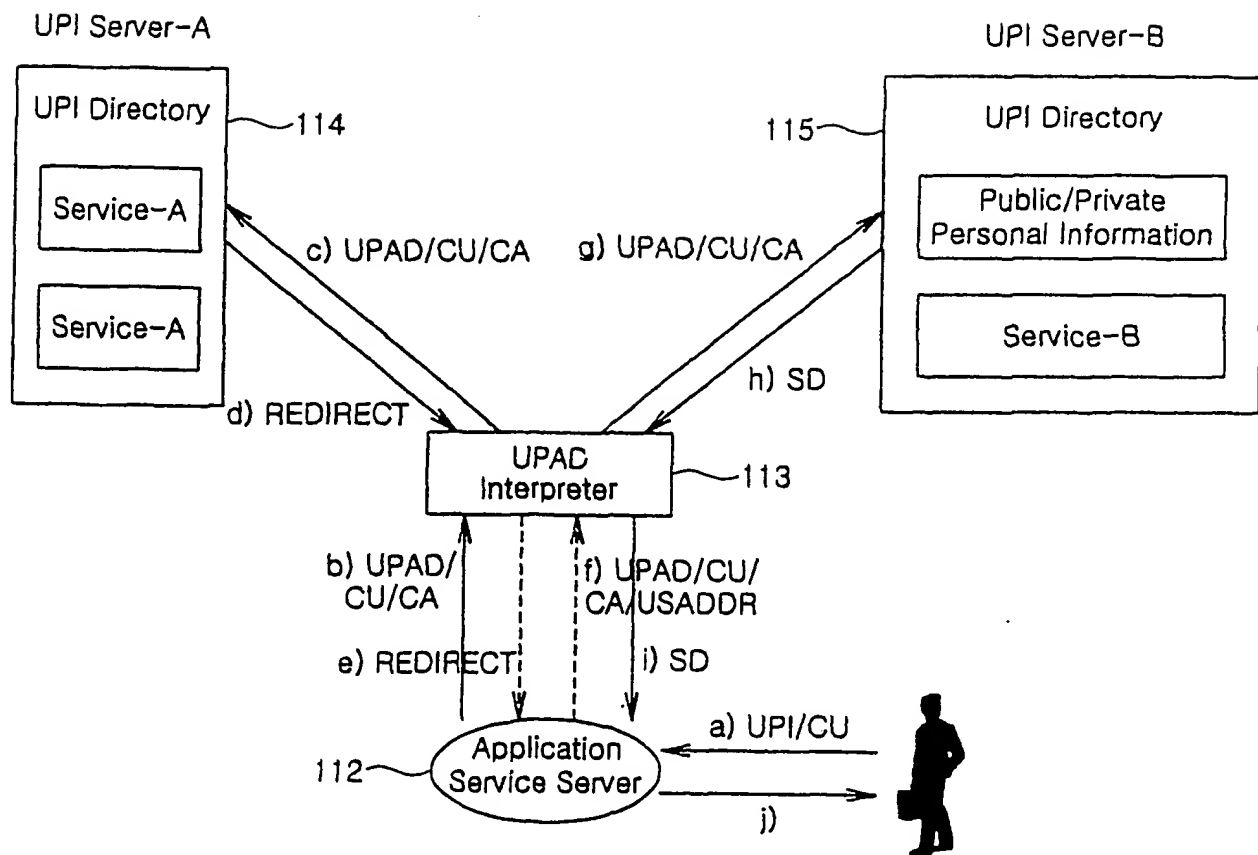 UPI Server-A
UPI Server-B
UPI Directory
114
Service-A
Service-A
115
UPI Directory
Public/Private
Personal Information
Service-B
c) UPAD/CU/CA
g) UPAD/CU/CA
d) REDIRECT
h) SD
UPAD
Interpreter
113
b) UPAD/
CU/CA
f) UPAD/CU/
CA/USADDR
e) REDIRECT
i) SD
112
Application
Service Server
a) UPI/CU
j)